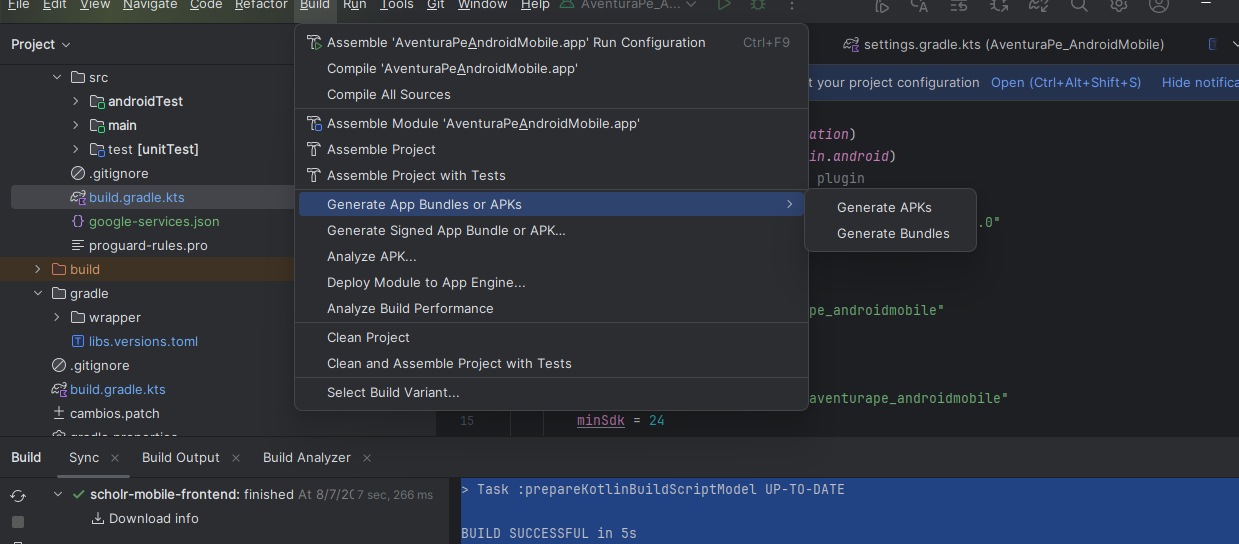 File Edit View Navigate Code Refactor Build Run Tools Git Window Help AventuraPe_A...
Project
settings.gradle.kts (AventuraPe_AndroidMobile)
src
androidTest
main
test [unitTest]
.gitignore
build.gradle.kts
google-services.json
proguard-rules.pro
build
gradle
wrapper
libs.versions.toml
.gitignore
build.gradle.kts
cambios.patch
gradle.properties
Assemble 'AventuraPeAndroidMobile.app' Run Configuration Ctrl+F9
Compile 'AventuraPeAndroidMobile.app'
Compile All Sources
Assemble Module 'AventuraPeAndroidMobile.app'
Assemble Project
Assemble Project with Tests
Generate App Bundles or APKs
Generate Signed App Bundle or APK...
Analyze APK...
Deploy Module to App Engine...
Analyze Build Performance
Clean Project
Clean and Assemble Project with Tests
Select Build Variant...
Generate APKs
Generate Bundles
t your project configuration Open (Ctrl+Alt+Shift+S) Hide notifica
ation)
in.android)
plugin
.0"
pe_androidmobile"
aventurape_androidmobile"
15 minSdk = 24
Build Sync Build Output Build Analyzer
scholr-mobile-frontend: finished At 8/7/20 7 sec, 266 ms
Download info
> Task :prepareKotlinBuildScriptModel UP-TO-DATE
BUILD SUCCESSFUL in 5s